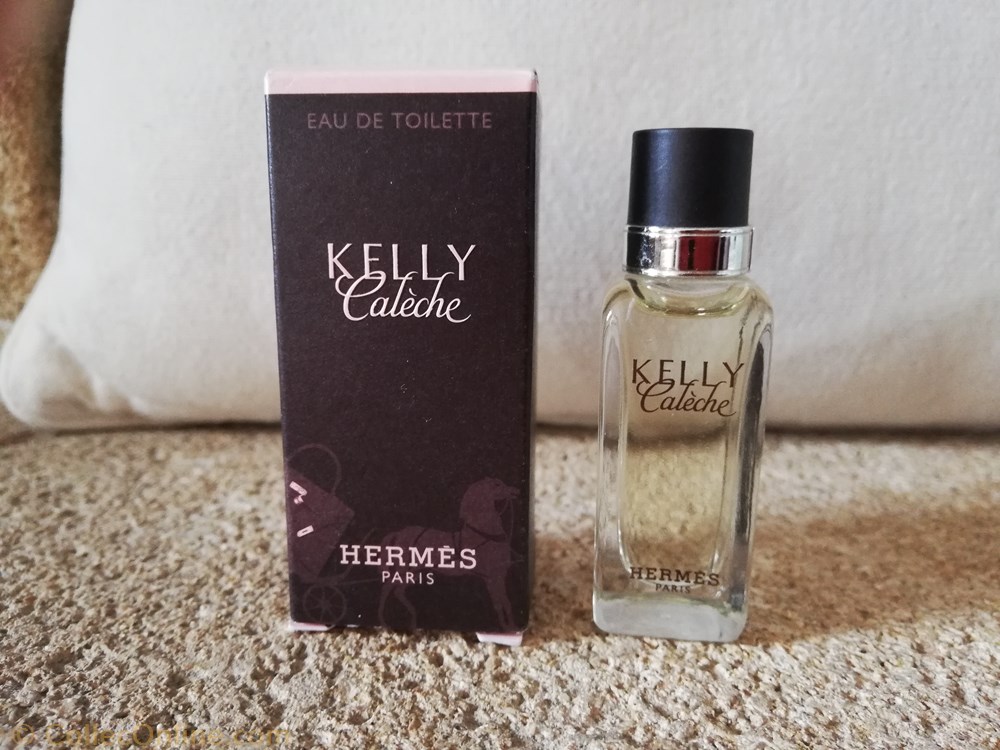 EAU DE TOILETTE
KELLY
Calèche
HERMÈS
PARIS
KELLY
Calèche
HERMÈS
PARIS